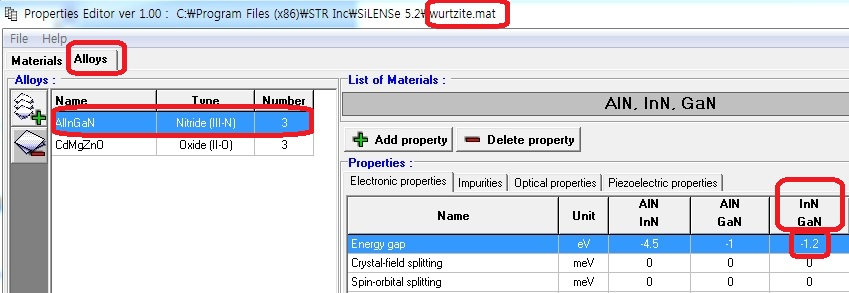 Properties Editor ver 1.00 : C:₩Program Files (x86)₩STR Inc₩SiLENSe 5.2₩wurtzite.mat
File Help
Materials Alloys
Alloys :
Name Type Number
AlInGaN Nitride (III-N) 3
CdMgZnO Oxide (II-O) 3
List of Materials :
AlN, InN, GaN
Add property Delete property
Properties :
Electronic properties Impurities Optical properties Piezoelectric properties
Name Unit AlN InN AlN GaN InN GaN
Energy gap eV -4.5 -1 -1.2
Crystal-field splitting meV 0 0 0
Spin-orbital splitting meV 0 0 0